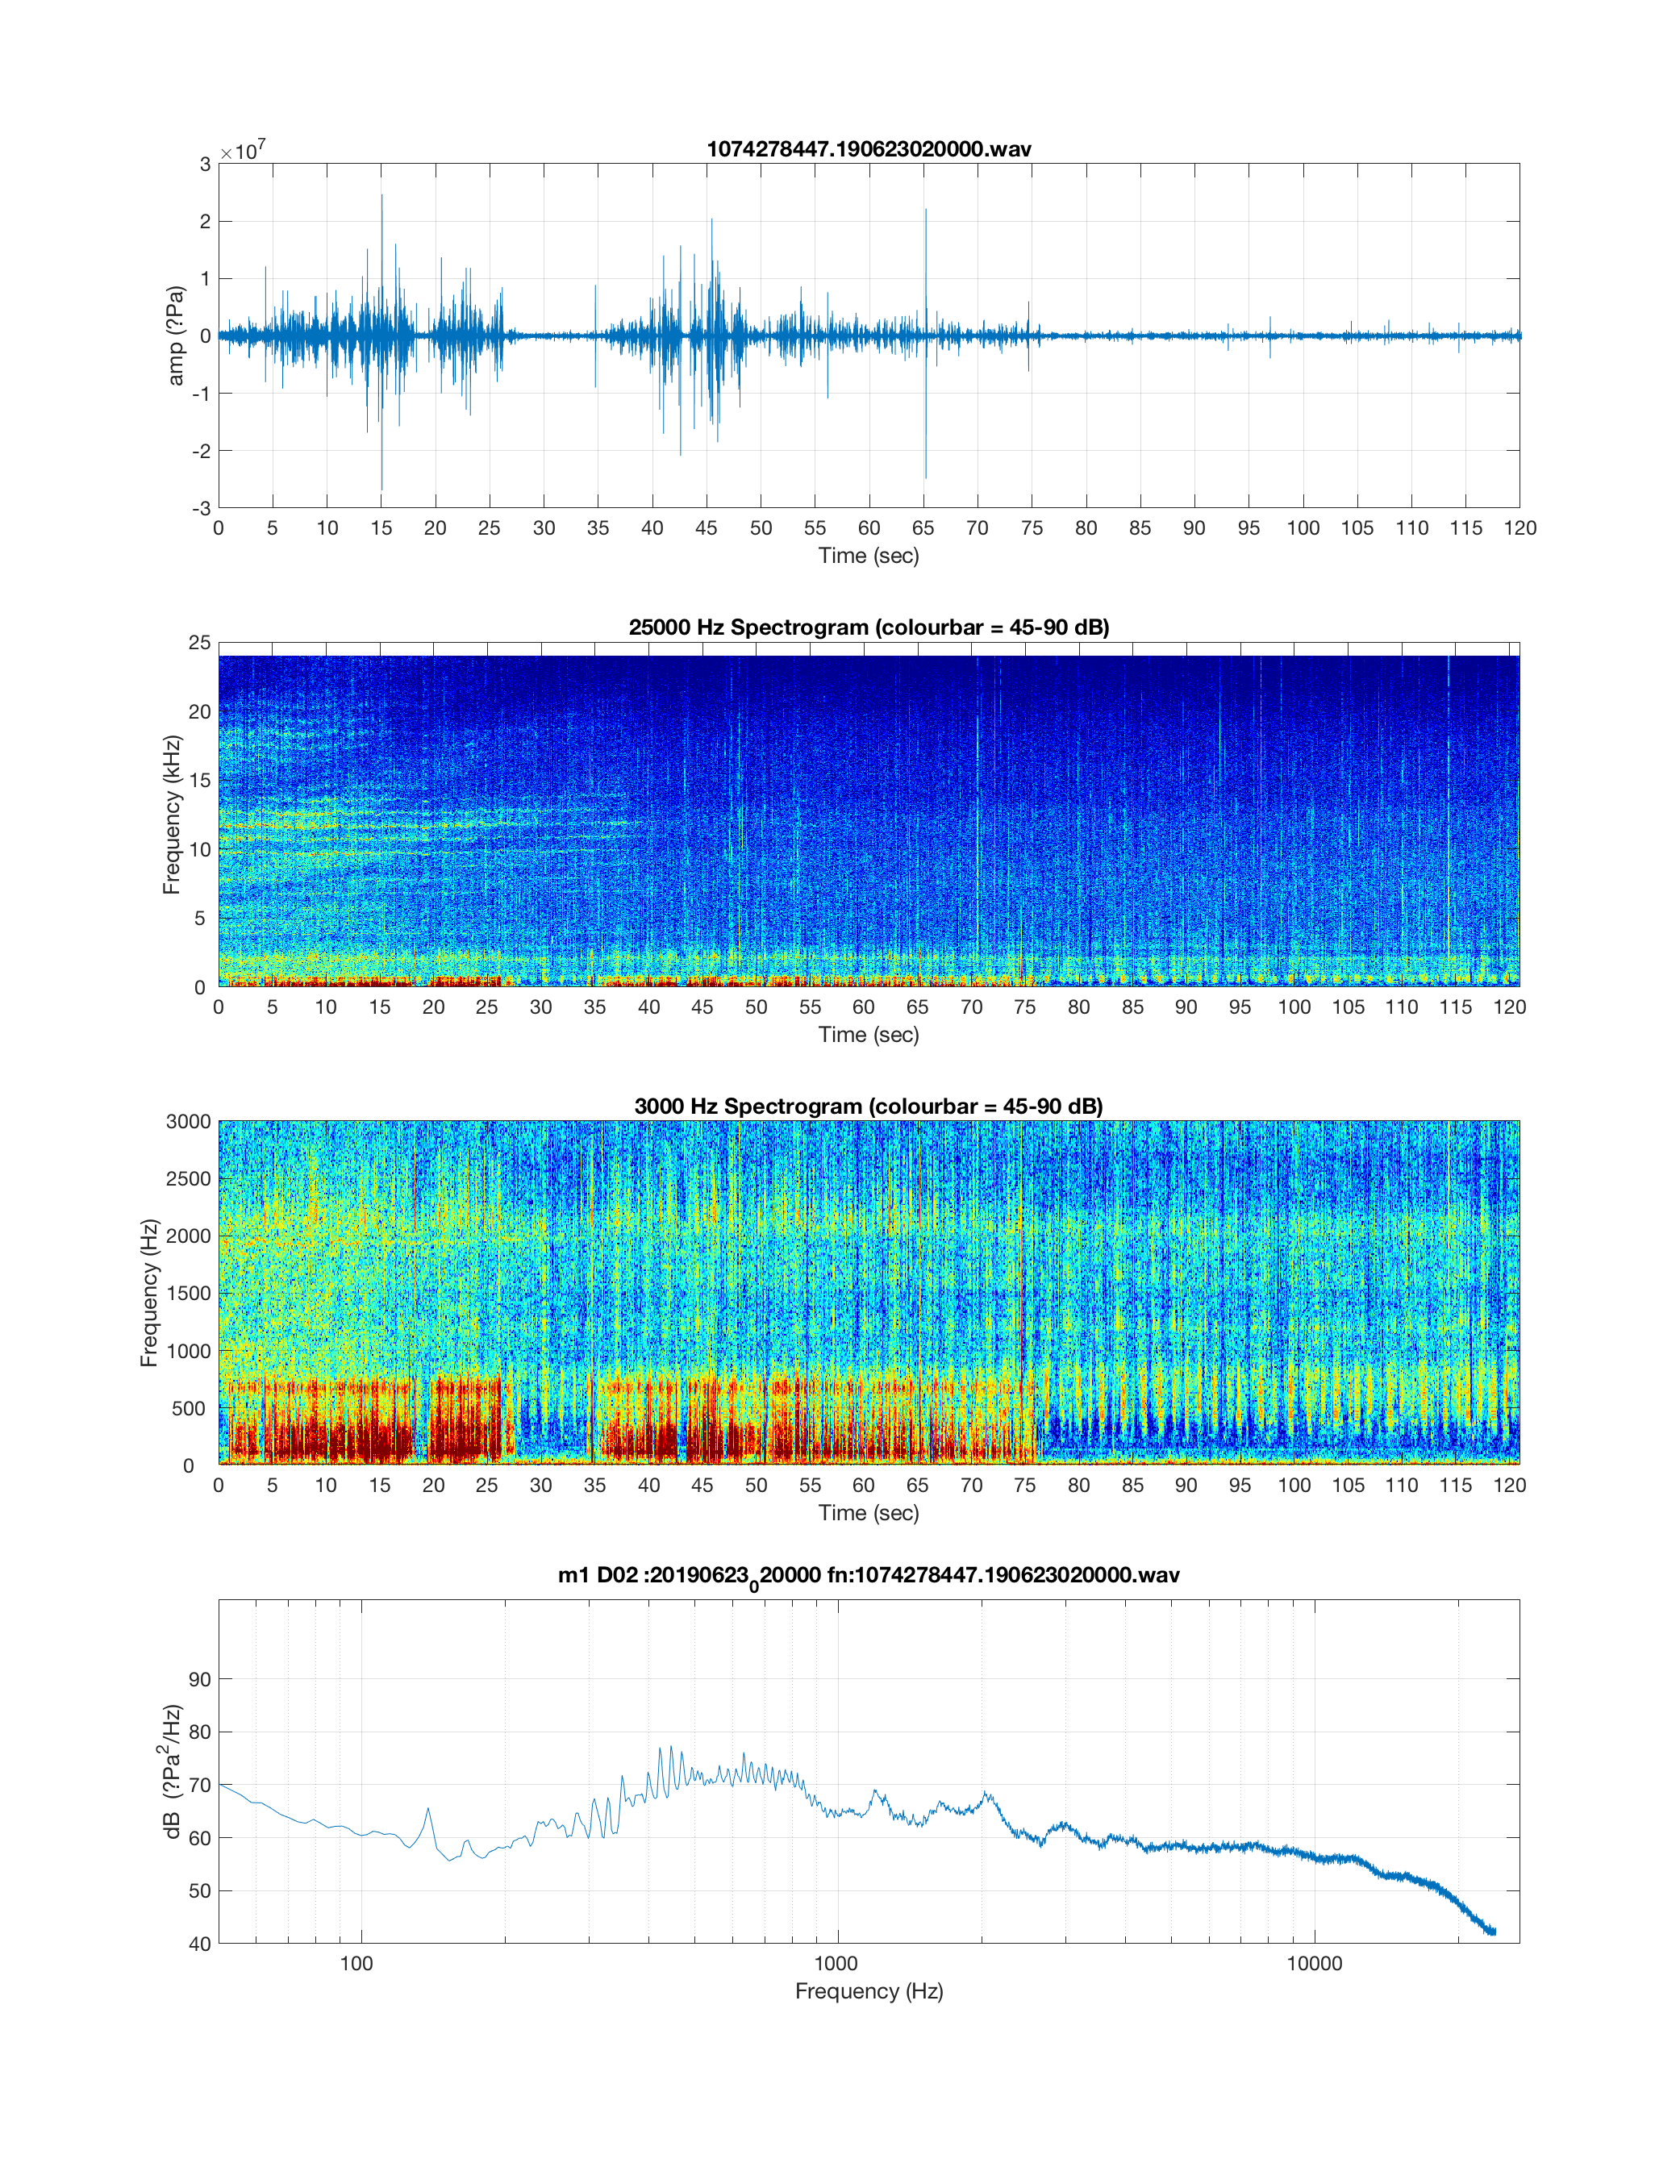 1074278447.190623020000.wav
×10^7
3
2
1
0
-1
-2
-3
amp (?Pa)
0 5 10 15 20 25 30 35 40 45 50 55 60 65 70 75 80 85 90 95 100 105 110 115 120
Time (sec)
25000 Hz Spectrogram (colourbar = 45-90 dB)
25
20
15
10
5
0
Frequency (kHz)
0 5 10 15 20 25 30 35 40 45 50 55 60 65 70 75 80 85 90 95 100 105 110 115 120
Time (sec)
3000 Hz Spectrogram (colourbar = 45-90 dB)
3000
2500
2000
1500
1000
500
0
Frequency (Hz)
0 5 10 15 20 25 30 35 40 45 50 55 60 65 70 75 80 85 90 95 100 105 110 115 120
Time (sec)
m1 D02 :20190623_020000 fn:1074278447.190623020000.wav
90
80
70
60
50
40
dB (?Pa^2/Hz)
100 1000 10000
Frequency (Hz)